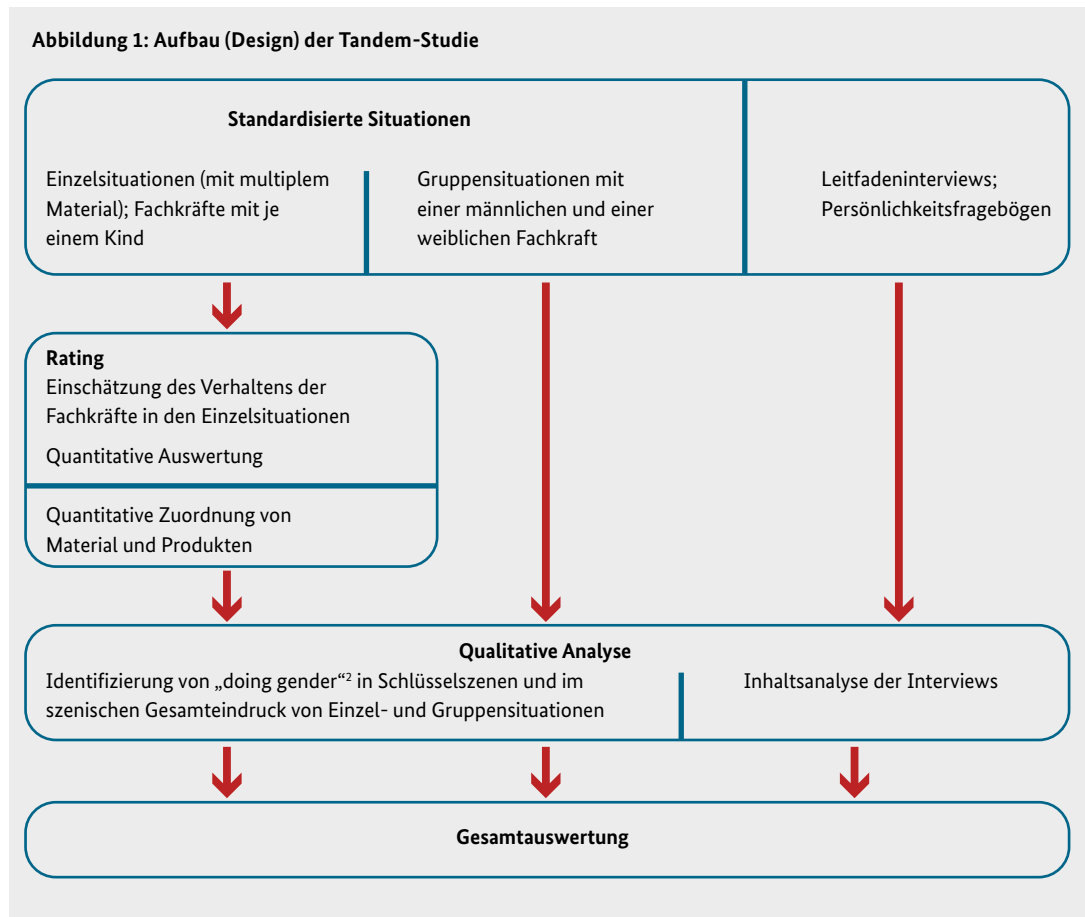 Abbildung 1: Aufbau (Design) der Tandem-Studie
Standardisierte Situationen
Einzelsituationen (mit multiplem
Material); Fachkräfte mit je
einem Kind
Gruppensituationen mit
einer männlichen und einer
weiblichen Fachkraft
Leitfadeninterviews;
Persönlichkeitsfragebögen
Rating
Einschätzung des Verhaltens der
Fachkräfte in den Einzelsituationen
Quantitative Auswertung
Quantitative Zuordnung von
Material und Produkten
Qualitative Analyse
Identifizierung von „doing gender“² in Schlüsselszenen und im
szenischen Gesamteindruck von Einzel- und Gruppensituationen
Inhaltsanalyse der Interviews
Gesamtauswertung